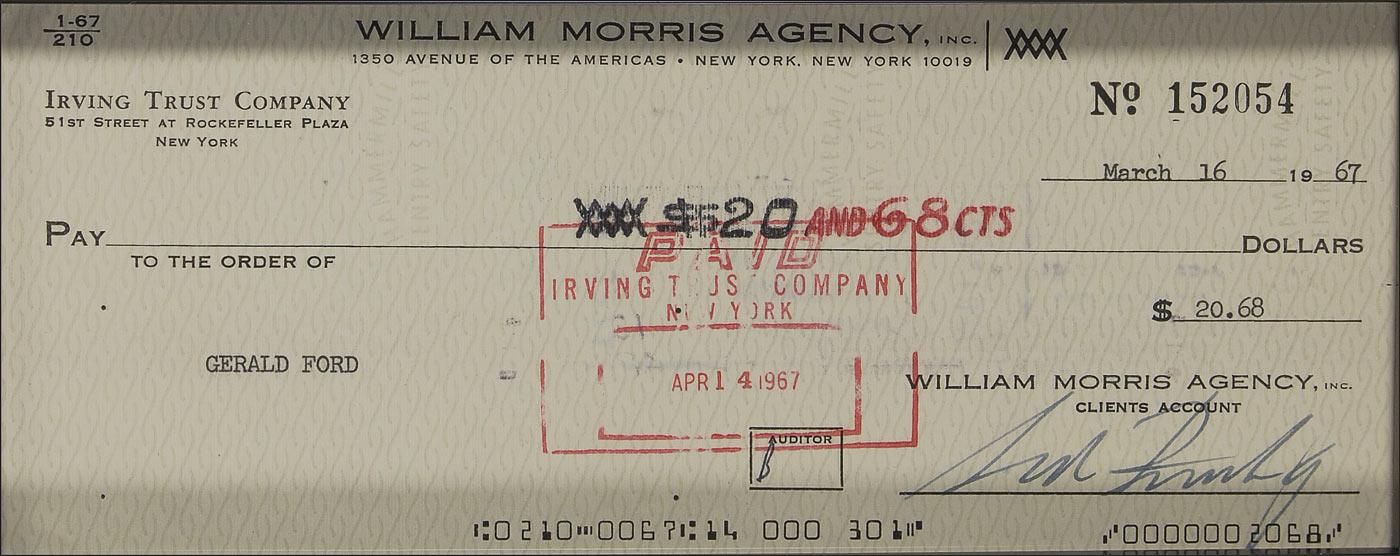 1-67
210
WILLIAM MORRIS AGENCY, INC. XXXX
1350 AVENUE OF THE AMERICAS • NEW YORK, NEW YORK 10019
IRVING TRUST COMPANY
51ST STREET AT ROCKEFELLER PLAZA
NEW YORK
Nº 152054
March 16 1967
XXXX $20 AND 68 CTS
PAY DOLLARS
TO THE ORDER OF
PAID
IRVING TRUST COMPANY
NEW YORK
$ 20.68
GERALD FORD
APR 14 1967
WILLIAM MORRIS AGENCY, INC.
CLIENTS ACCOUNT
AUDITOR
⑆0210⑉0067⑆14 000 301⑈ ⑇0000002068⑇